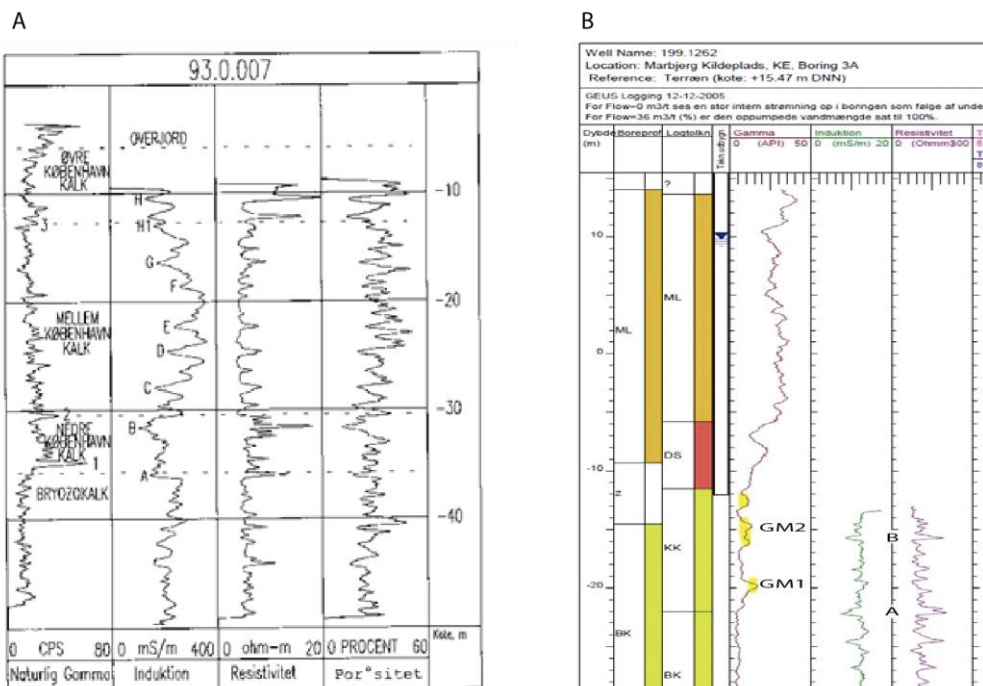 A
93.0.007
OVERJORD
ØVRE
KØBENHAVN
KALK
H
3
H1
G
F
E
MELLEM
KØBENHAVN
KALK
D
C
2
B
NEDRE
KØBENHAVN
KALK
1
A
BRYOZOKALK
-10
-20
-30
-40
Kote, m
0 CPS 80
0 mS/m 400
0 ohm-m 20
0 PROCENT 60
Naturlig Gamma
Induktion
Resistivitet
Por°sitet
B
Well Name: 199.1262
Location: Marbjerg Kildeplads, KE, Boring 3A
Reference: Terræn (kote: +15.47 m DNN)
GEUS Logging 12-12-2005
For Flow=0 m3/t ses en stor intern strømning op i boringen som følge af unde
For Flow=36 m3/t (%) er den oppumpede vandmængde sat til 100%.
Dybde
(m)
Boreprof
Logtolkn
Gamma
0 (API) 50
Induktion
0 (mS/m) 20
Resistivitet
?
10
ML
ML
0
DS
-10
Z
GM2
B
KK
GM1
-20
A
BK
BK